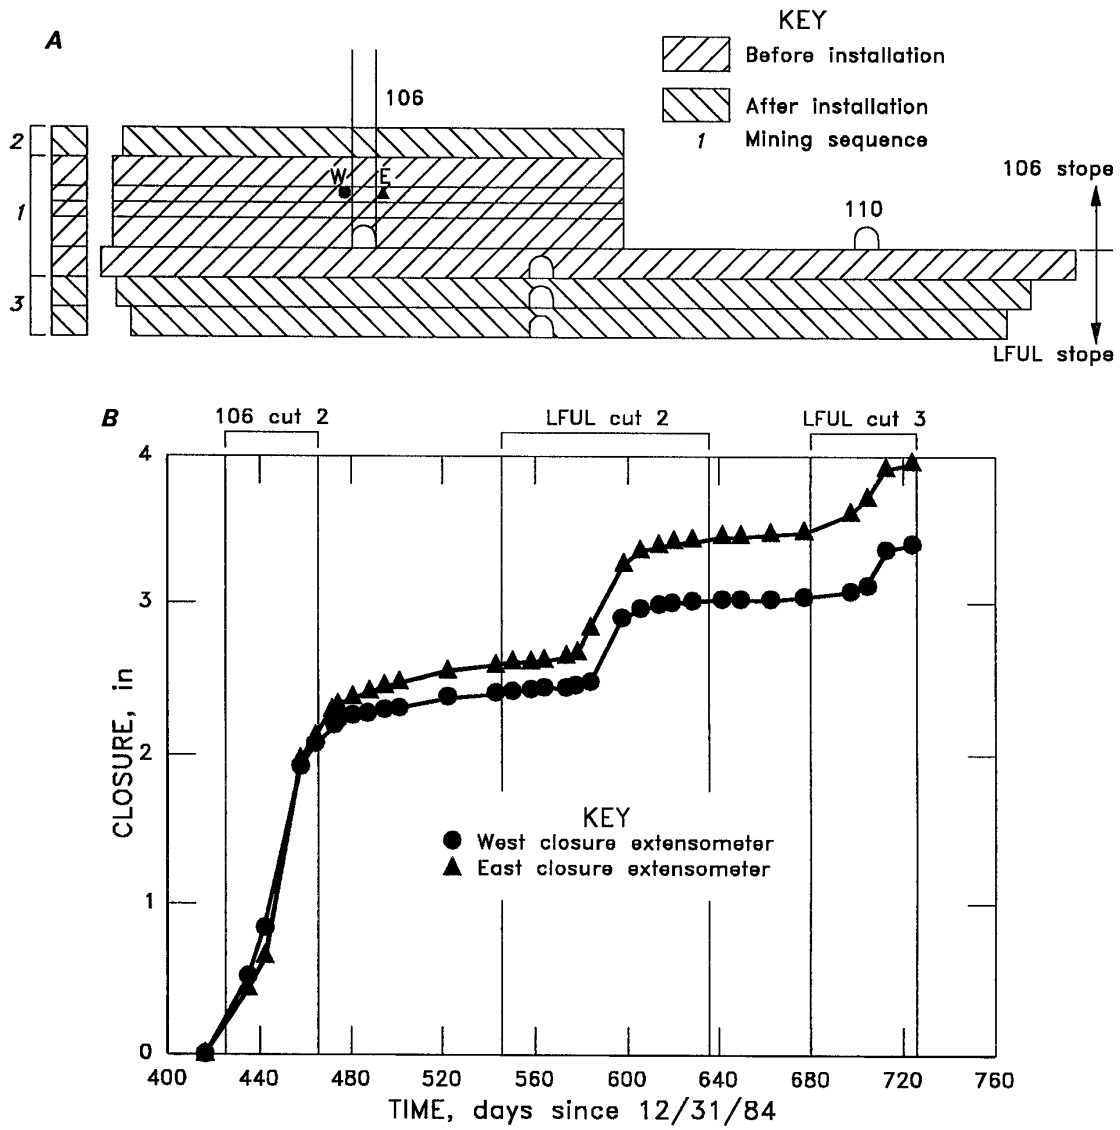 A
KEY
Before installation
After installation
1 Mining sequence
106
2
1
3
W
E
110
106 stope
LFUL stope
B
106 cut 2
LFUL cut 2
LFUL cut 3
4
3
2
1
0
CLOSURE, in
KEY
West closure extensometer
East closure extensometer
400 440 480 520 560 600 640 680 720 760
TIME, days since 12/31/84